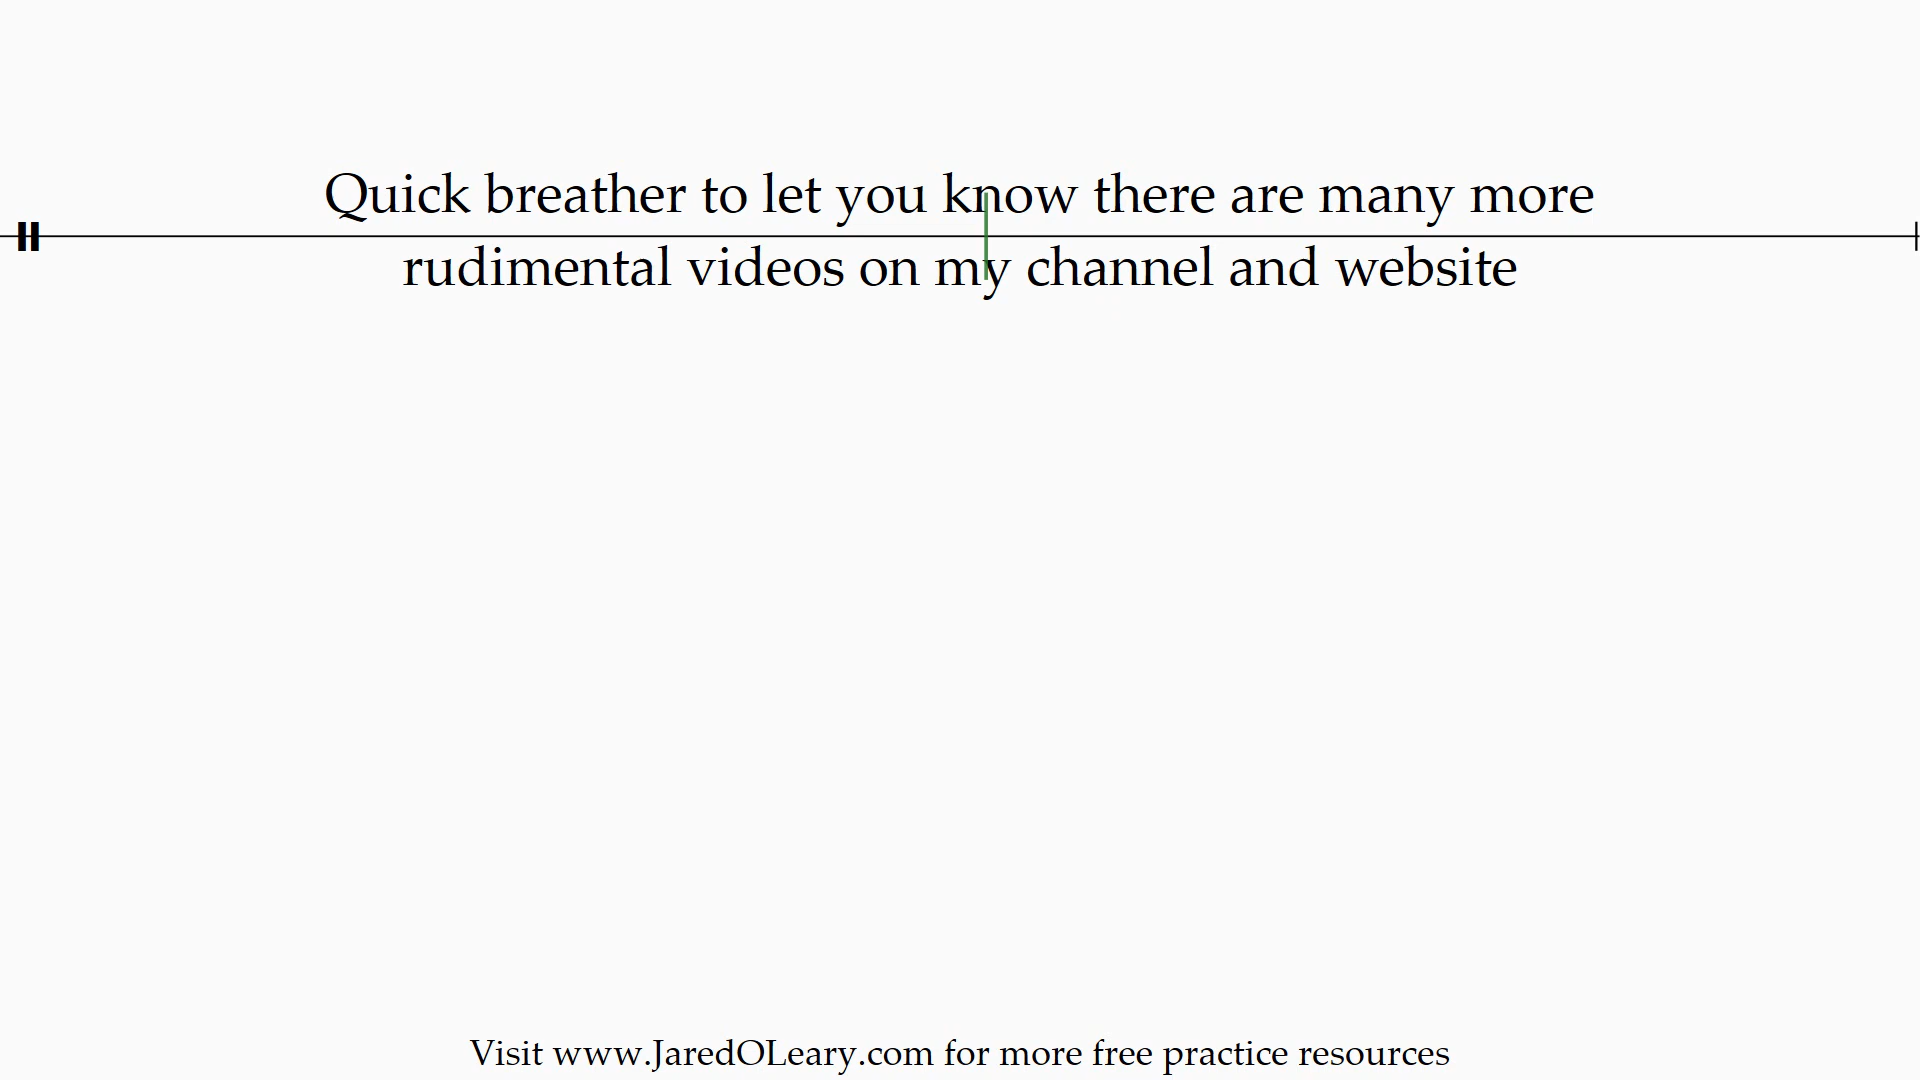 Quick breather to let you know there are many more
rudimental videos on my channel and website
Visit www.JaredOLeary.com for more free practice resources